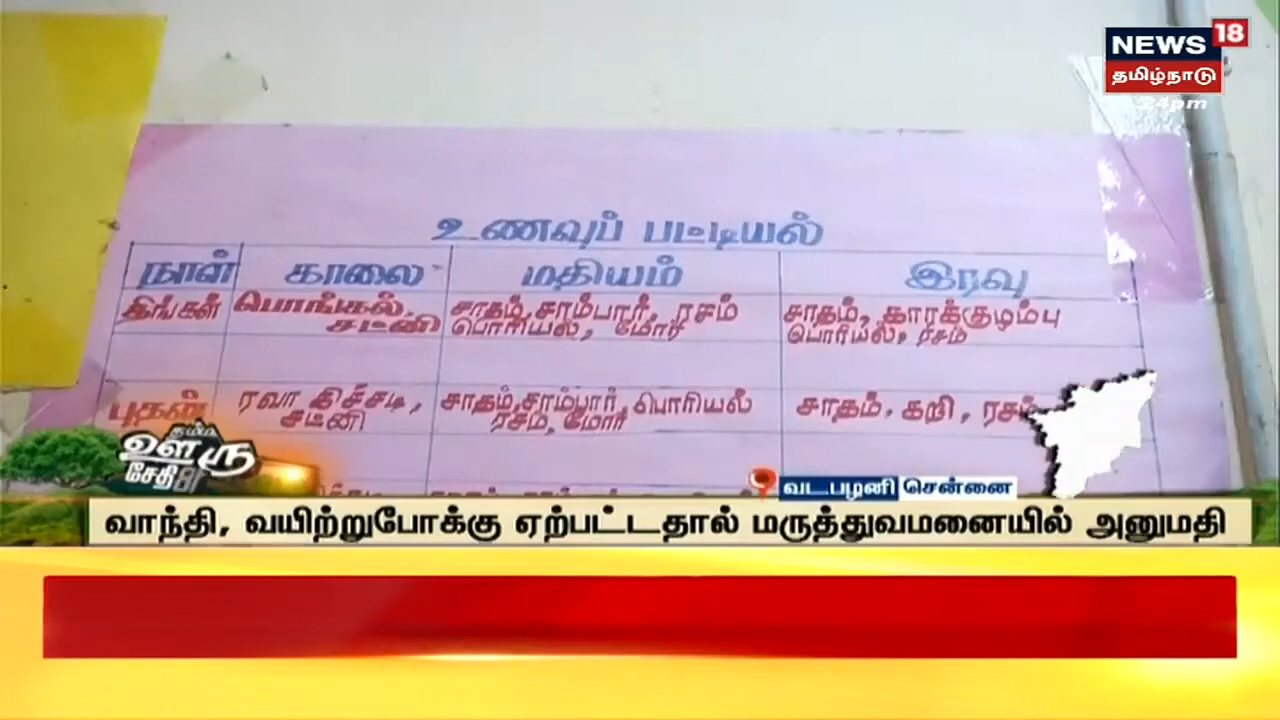 NEWS 18
தமிழ்நாடு
24pm
உணவுப் பட்டியல்
நாள் காலை மதியம் இரவு
திங்கள் பொங்கல், சட்னி சாதம், சாம்பார், ரசம் பொரியல், மோர் சாதம், காரக்குழம்பு பொரியல், ரசம்
புதன் ரவா கிச்சடி, சட்னி சாதம், சாம்பார், பொரியல் ரசம், மோர் சாதம், கறி, ரசம்
நம்ம
ஊரு
சேதி
வடபழனி சென்னை
வாந்தி, வயிற்றுபோக்கு ஏற்பட்டதால் மருத்துவமனையில் அனுமதி